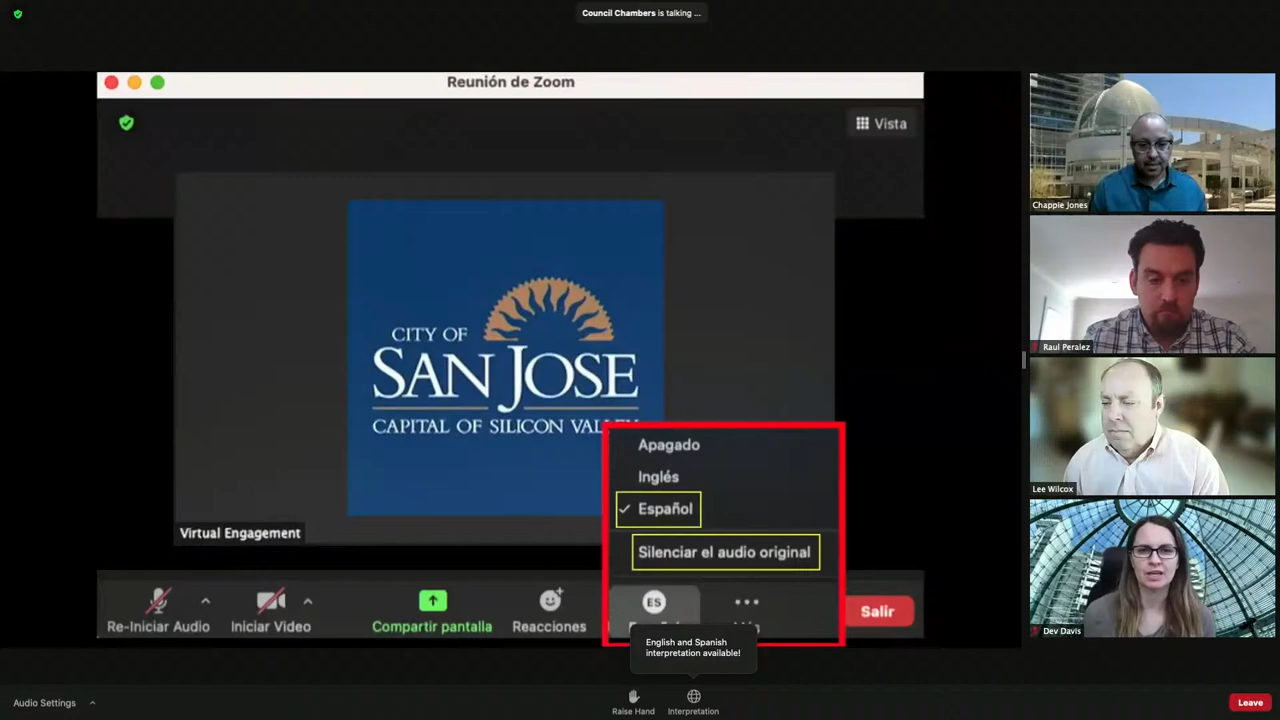 Council Chambers is talking ...
Reunión de Zoom
Vista
CITY OF
SAN JOSE
CAPITAL OF SILICON VALLEY
Apagado
Inglés
Español
Silenciar el audio original
Virtual Engagement
Re-Iniciar Audio
Iniciar Video
Compartir pantalla
Reacciones
ES
Salir
English and Spanish
interpretation available!
Chappie Jones
Raul Peralez
Lee Wilcox
Dev Davis
Audio Settings
Raise Hand
Interpretation
Leave